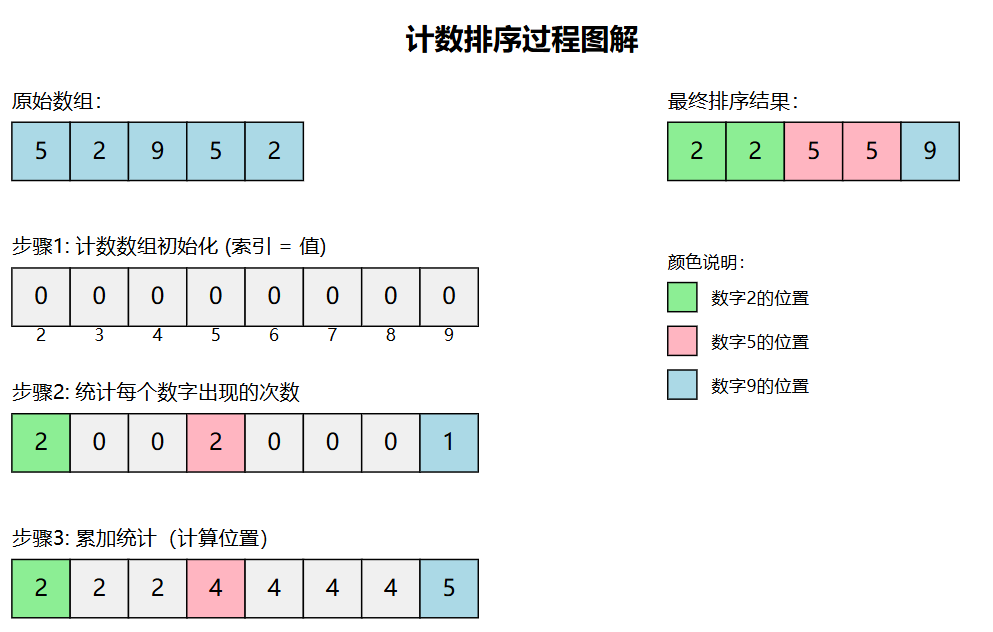 计数排序过程图解
原始数组:
5 2 9 5 2
步骤1: 计数数组初始化 (索引 = 值)
0 0 0 0 0 0 0 0
2 3 4 5 6 7 8 9
步骤2: 统计每个数字出现的次数
2 0 0 2 0 0 0 1
步骤3: 累加统计（计算位置）
2 2 2 4 4 4 4 5
最终排序结果:
2 2 5 5 9
颜色说明:
数字2的位置
数字5的位置
数字9的位置